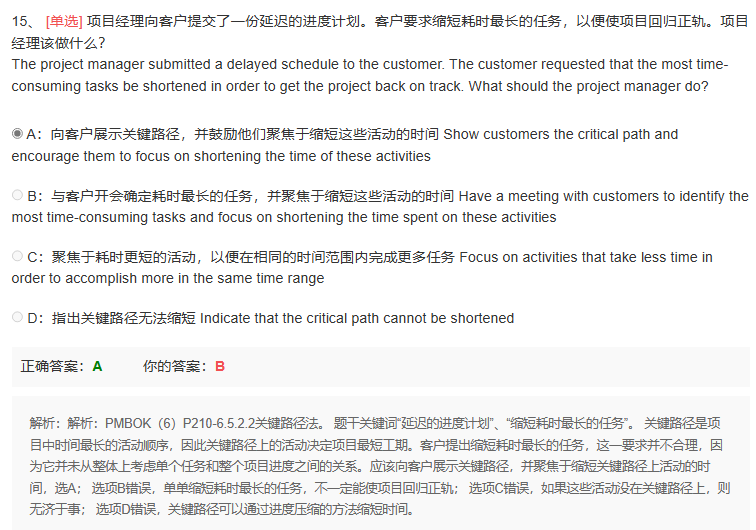 15、 [单选] 项目经理向客户提交了一份延迟的进度计划。客户要求缩短耗时最长的任务，以便使项目回归正轨。项目
经理该做什么？
The project manager submitted a delayed schedule to the customer. The customer requested that the most time-
consuming tasks be shortened in order to get the project back on track. What should the project manager do?
A：向客户展示关键路径，并鼓励他们聚焦于缩短这些活动的时间 Show customers the critical path and
encourage them to focus on shortening the time of these activities
B：与客户开会确定耗时最长的任务，并聚焦于缩短这些活动的时间 Have a meeting with customers to identify the
most time-consuming tasks and focus on shortening the time spent on these activities
C：聚焦于耗时更短的活动，以便在相同的时间范围内完成更多任务 Focus on activities that take less time in
order to accomplish more in the same time range
D：指出关键路径无法缩短 Indicate that the critical path cannot be shortened
正确答案：A 你的答案：B
解析：解析：PMBOK（6）P210-6.5.2.2关键路径法。 题干关键词“延迟的进度计划”、“缩短耗时最长的任务”。 关键路径是项
目中时间最长的活动顺序，因此关键路径上的活动决定项目最短工期。客户提出缩短耗时最长的任务，这一要求并不合理，因
为它并未从整体上考虑单个任务和整个项目进度之间的关系。应该向客户展示关键路径，并聚焦于缩短关键路径上活动的时
间，选A； 选项B错误，单单缩短耗时最长的任务，不一定能使项目回归正轨； 选项C错误，如果这些活动没在关键路径上，则
无济于事； 选项D错误，关键路径可以通过进度压缩的方法缩短时间。